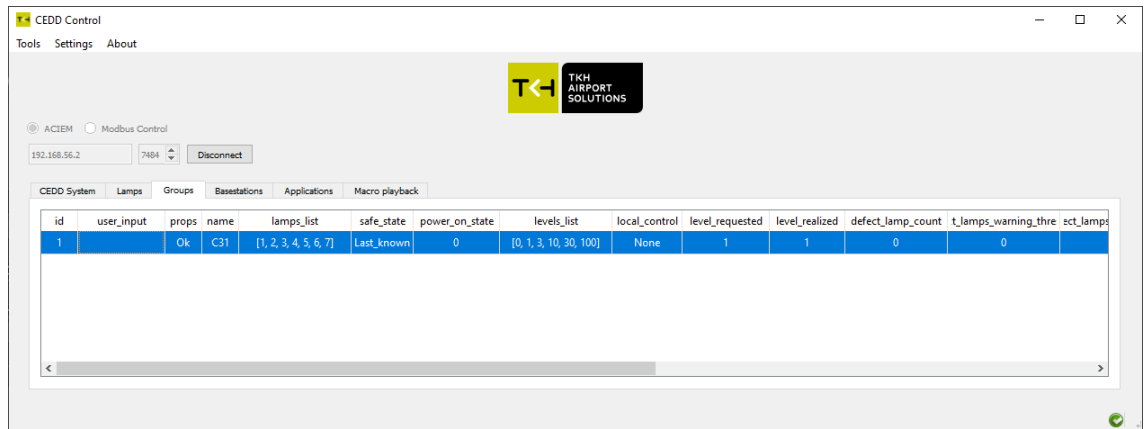 CEDD Control
Tools Settings About
TKH
TKH
AIRPORT
SOLUTIONS
ACIEM Modbus Control
192.168.56.2 7484 Disconnect
CEDD System Lamps Groups Basestations Applications Macro playback
id user_input props name lamps_list safe_state power_on_state levels_list local_control level_requested level_realized defect_lamp_count t_lamps_warning_thre ect_lamps
1 Ok C31 [1, 2, 3, 4, 5, 6, 7] Last_known 0 [0, 1, 3, 10, 30, 100] None 1 1 0 0